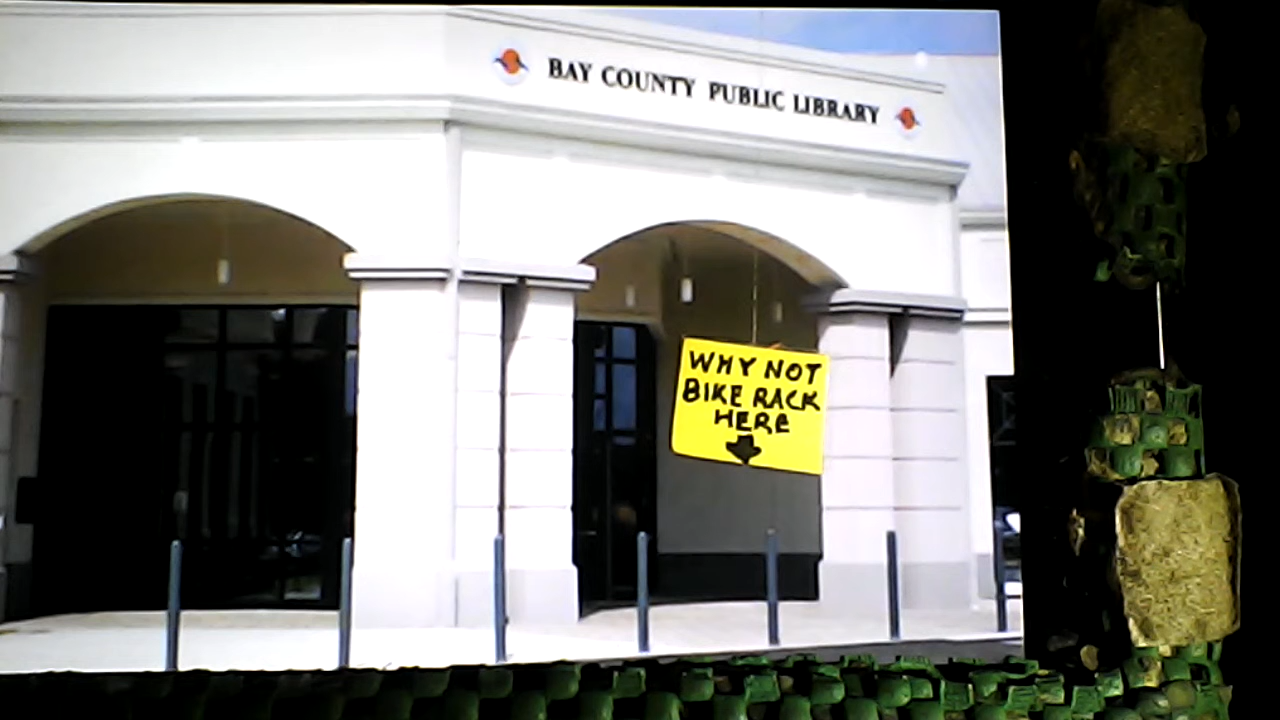 BAY COUNTY PUBLIC LIBRARY
WHY NOT
BIKE RACK
HERE